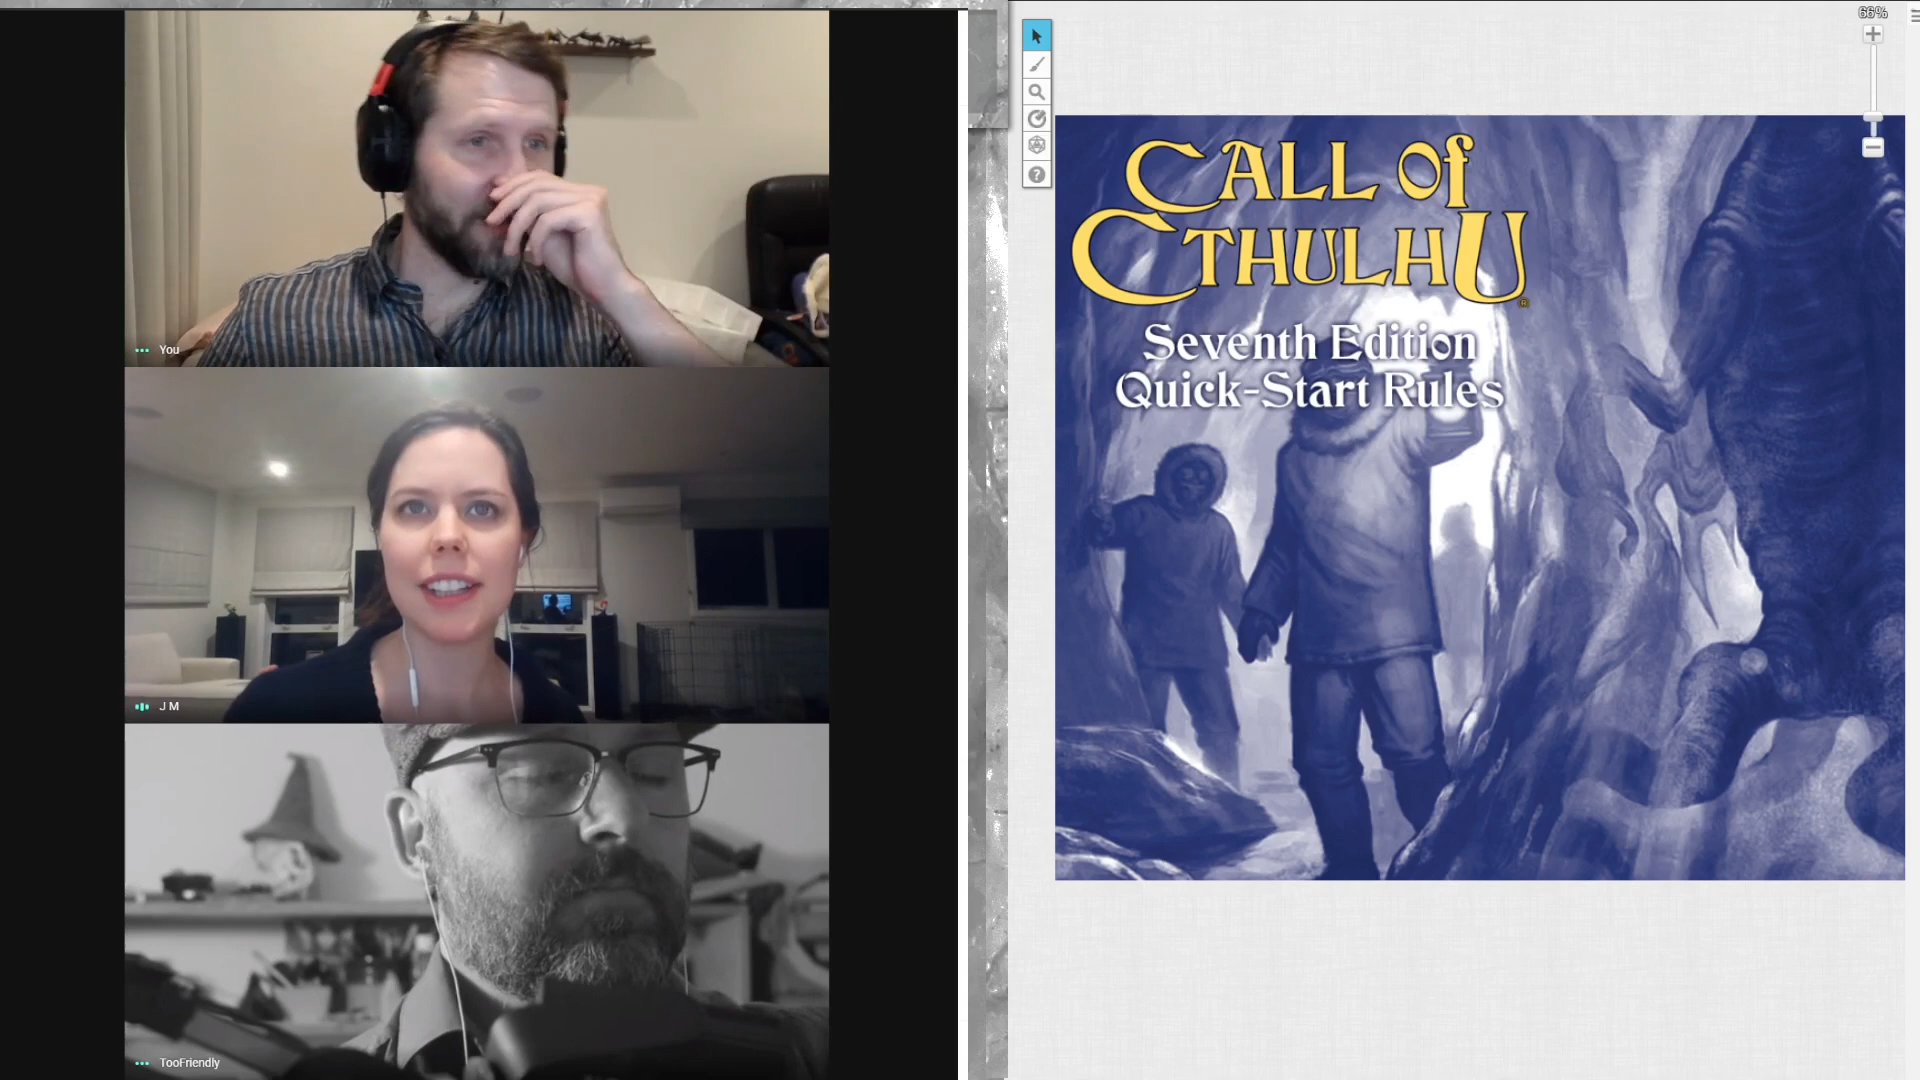 You
J M
TooFriendly
66%
CALL Of
CTHULHU®
Seventh Edition
Quick-Start Rules